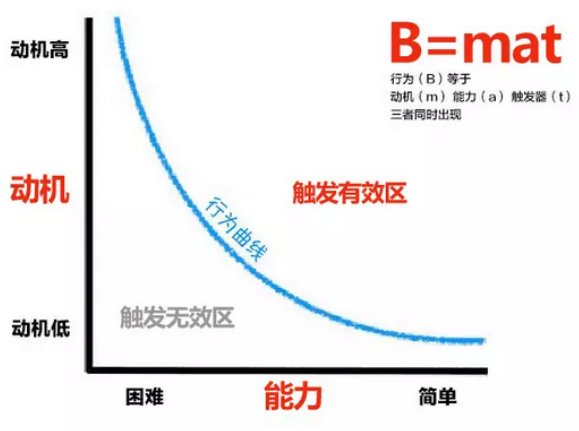 B=mat
行为（B）等于
动机（m）能力（a）触发器（t）
三者同时出现
动机高
动机
动机低
触发有效区
行为曲线
触发无效区
困难
能力
简单